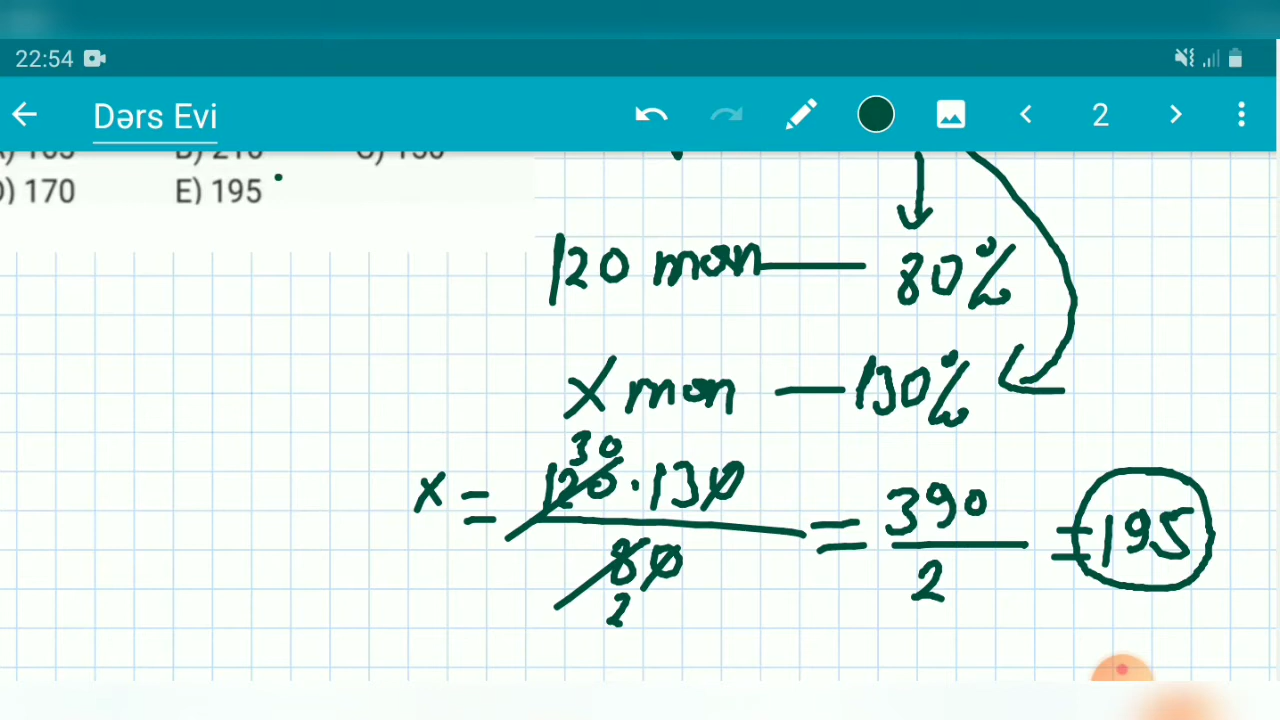 22:54
Dərs Evi 2
D) 170 E) 195
120 man — 80%
X man — 130%
30
x = 120 · 130 / 80 = 390 / 2 = 195
2